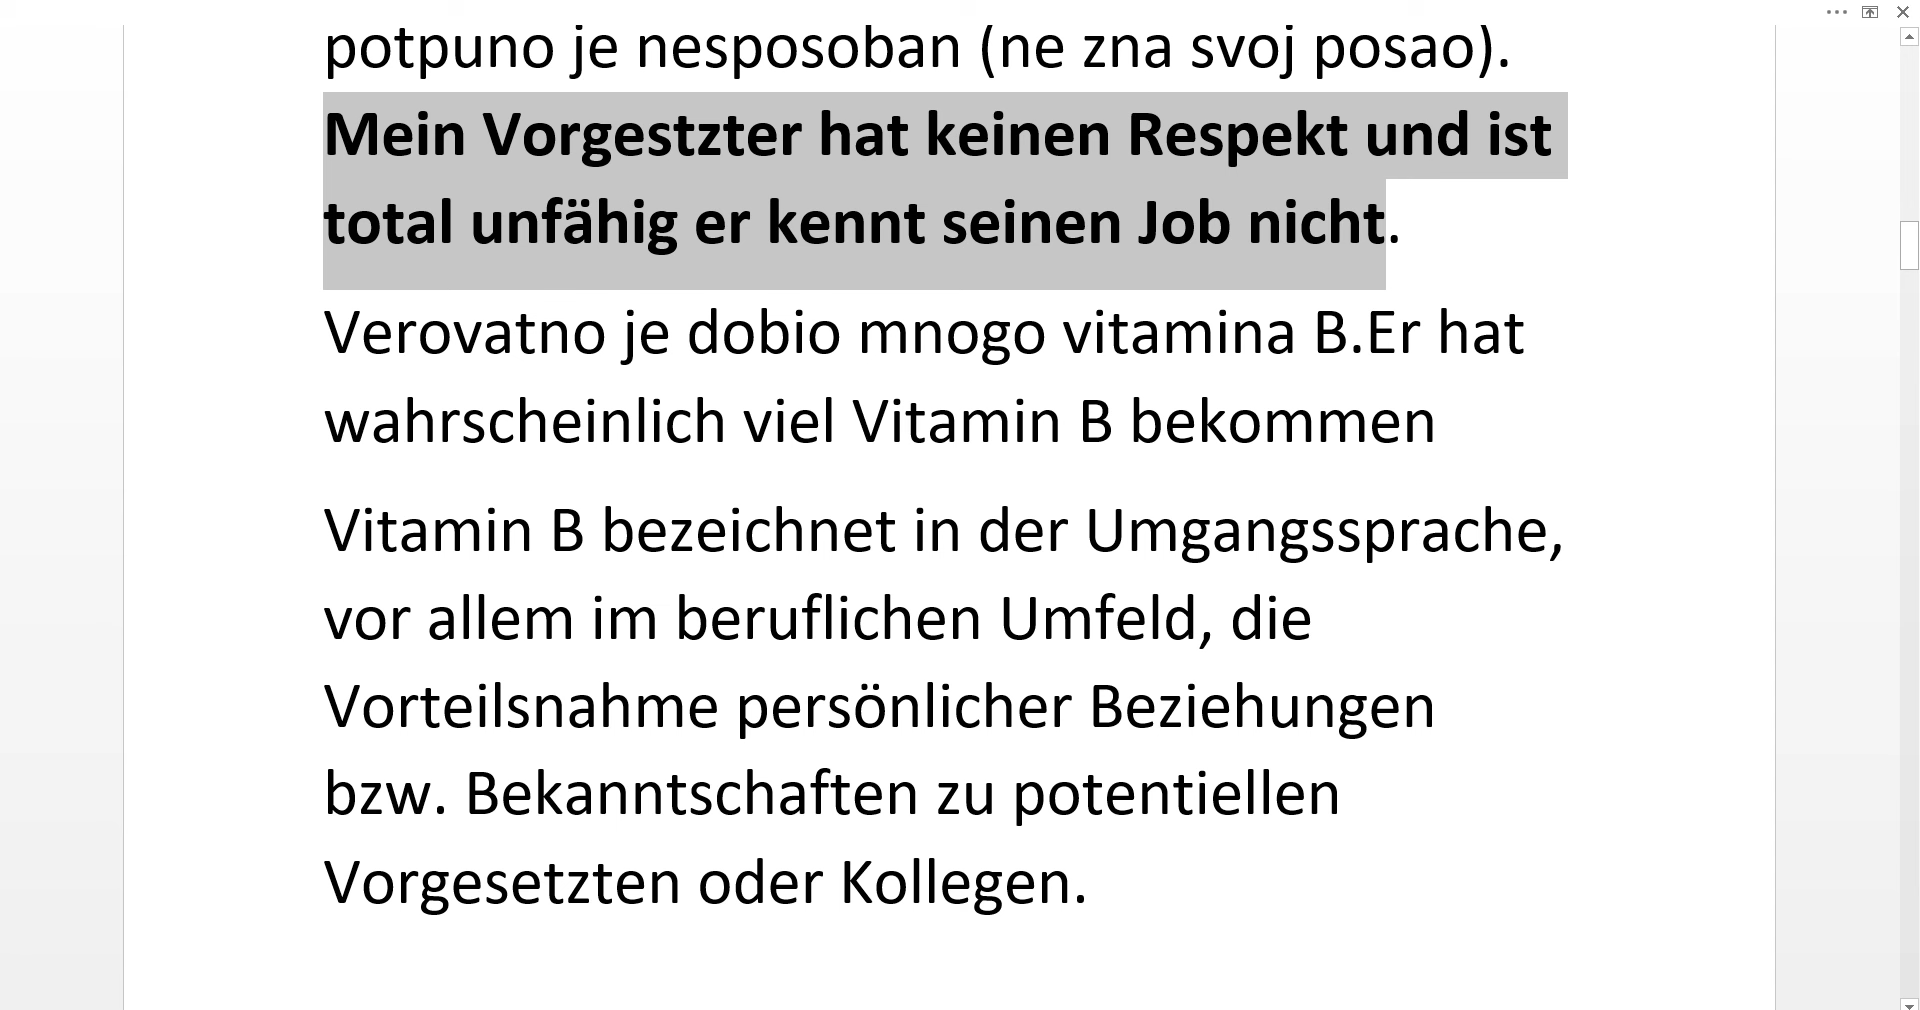 potpuno je nesposoban (ne zna svoj posao).
Mein Vorgestzter hat keinen Respekt und ist
total unfähig er kennt seinen Job nicht.
Verovatno je dobio mnogo vitamina B.Er hat
wahrscheinlich viel Vitamin B bekommen
Vitamin B bezeichnet in der Umgangssprache,
vor allem im beruflichen Umfeld, die
Vorteilsnahme persönlicher Beziehungen
bzw. Bekanntschaften zu potentiellen
Vorgesetzten oder Kollegen.